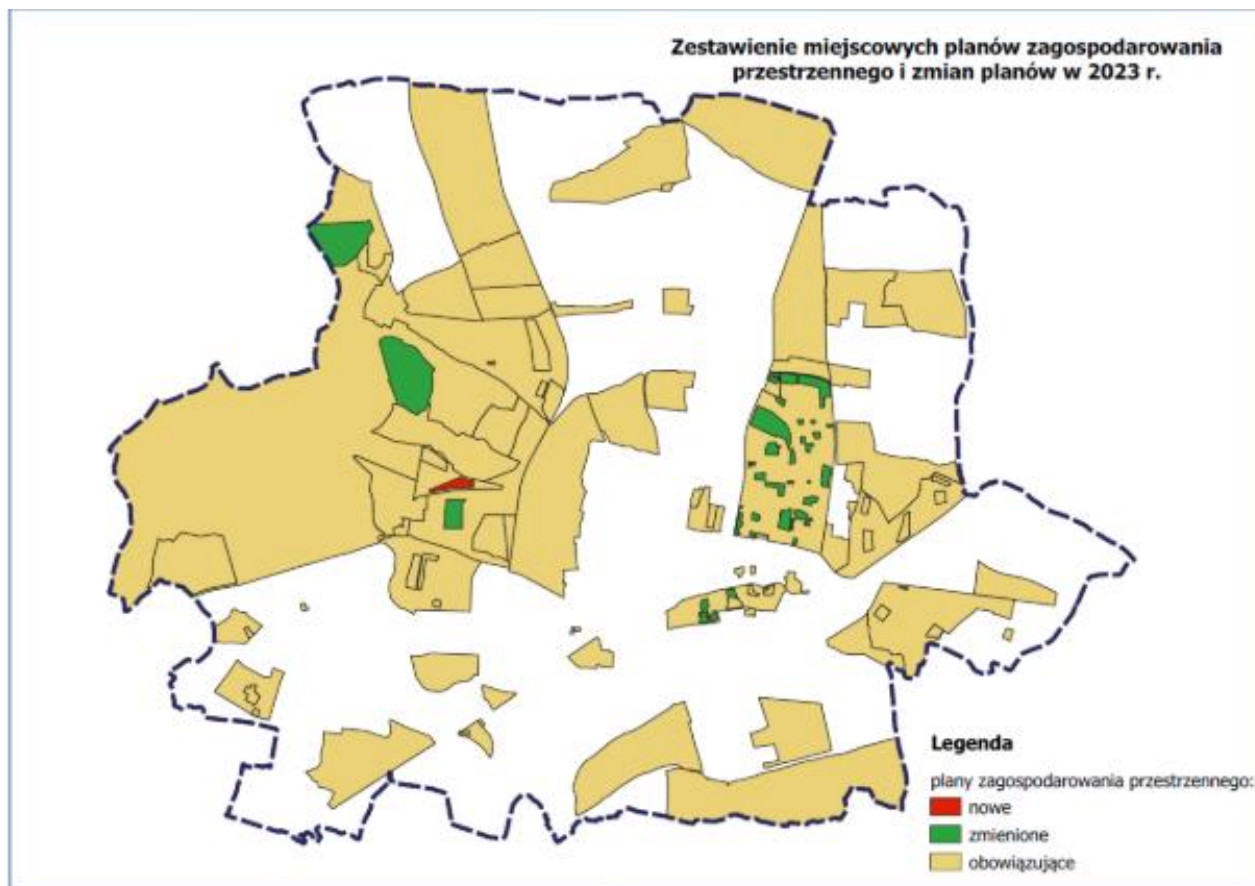 Zestawienie miejscowych planów zagospodarowania
przestrzennego i zmian planów w 2023 r.
Legenda
plany zagospodarowania przestrzennego:
nowe
zmienione
obowiązujące